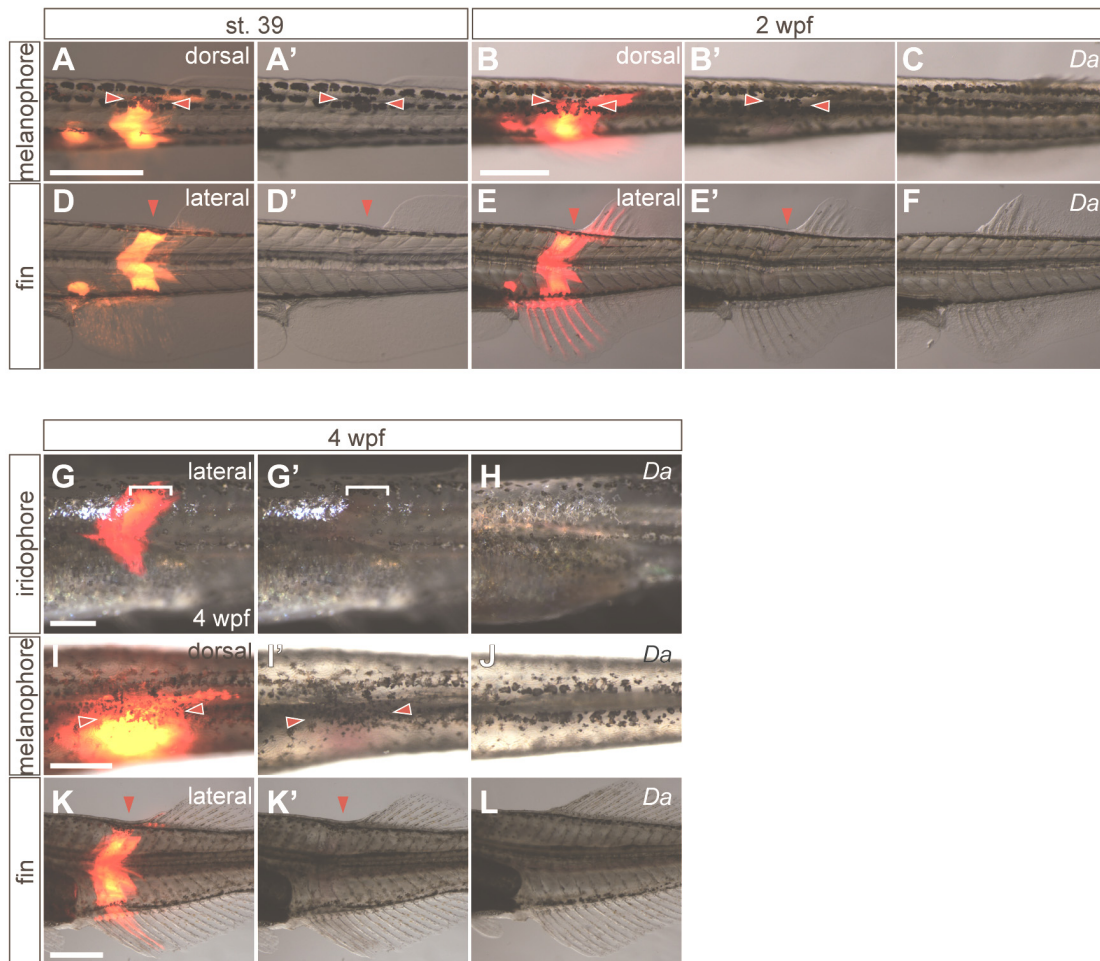 st. 39
2 wpf
melanophore
A dorsal
A’
B dorsal
B’
C Da
fin
D lateral
D’
E lateral
E’
F Da
4 wpf
iridophore
G lateral
4 wpf
G’
H Da
melanophore
I dorsal
I’
J Da
fin
K lateral
K’
L Da